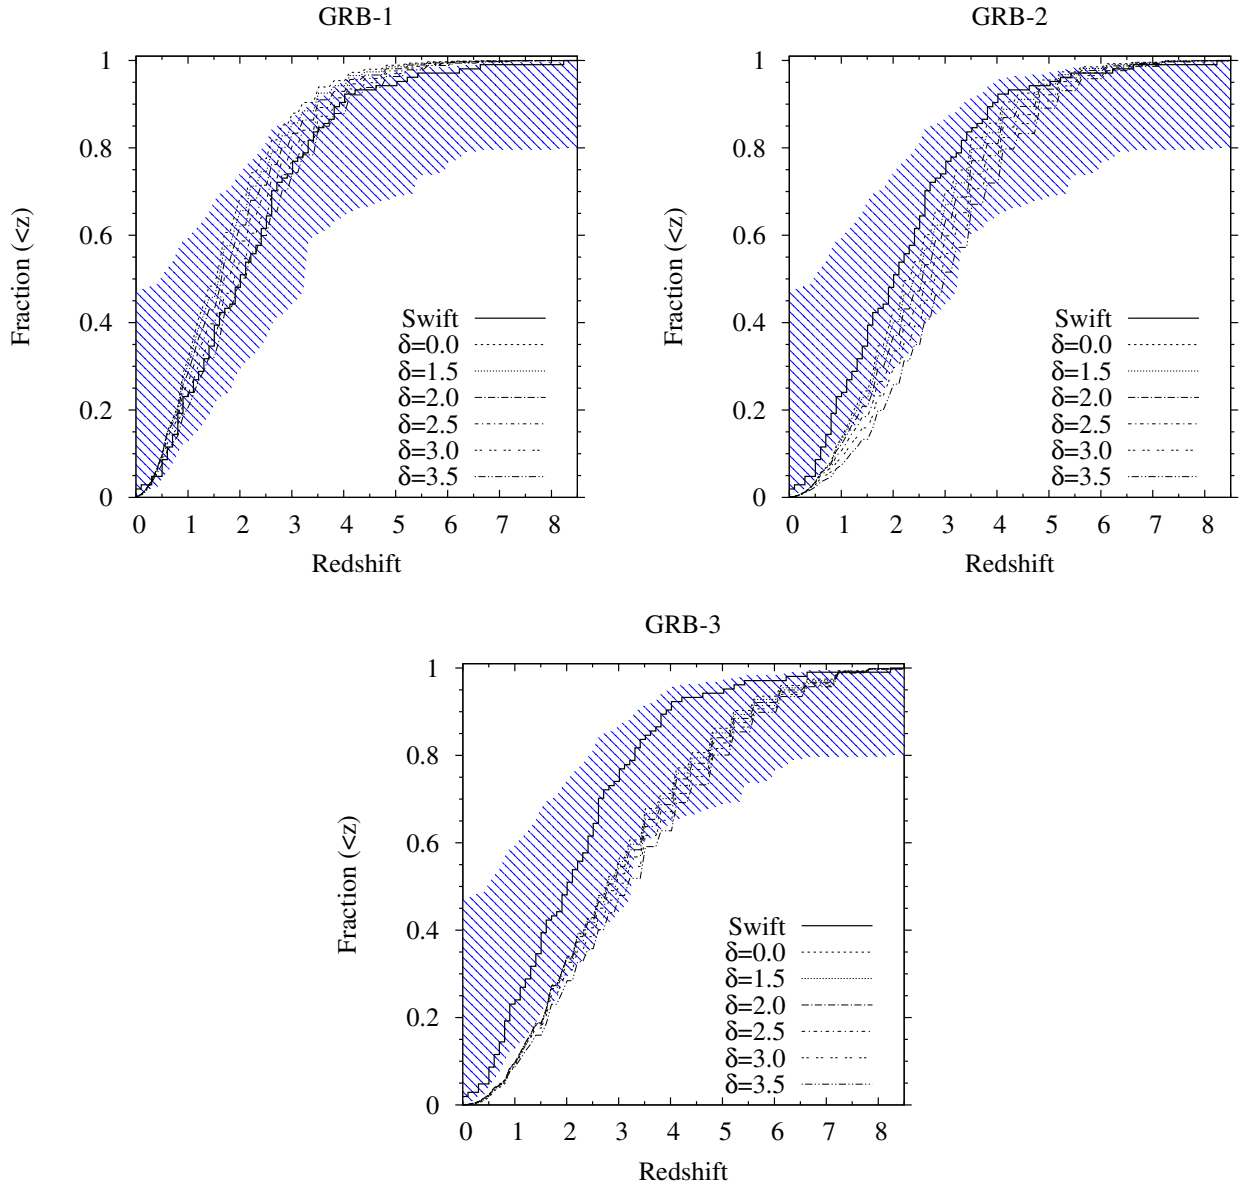 GRB-1
1
0.8
0.6
0.4
0.2
0
Fraction (<z)
Swift
δ=0.0
δ=1.5
δ=2.0
δ=2.5
δ=3.0
δ=3.5
0 1 2 3 4 5 6 7 8
Redshift
GRB-2
1
0.8
0.6
0.4
0.2
0
Fraction (<z)
Swift
δ=0.0
δ=1.5
δ=2.0
δ=2.5
δ=3.0
δ=3.5
0 1 2 3 4 5 6 7 8
Redshift
GRB-3
1
0.8
0.6
0.4
0.2
0
Fraction (<z)
Swift
δ=0.0
δ=1.5
δ=2.0
δ=2.5
δ=3.0
δ=3.5
0 1 2 3 4 5 6 7 8
Redshift